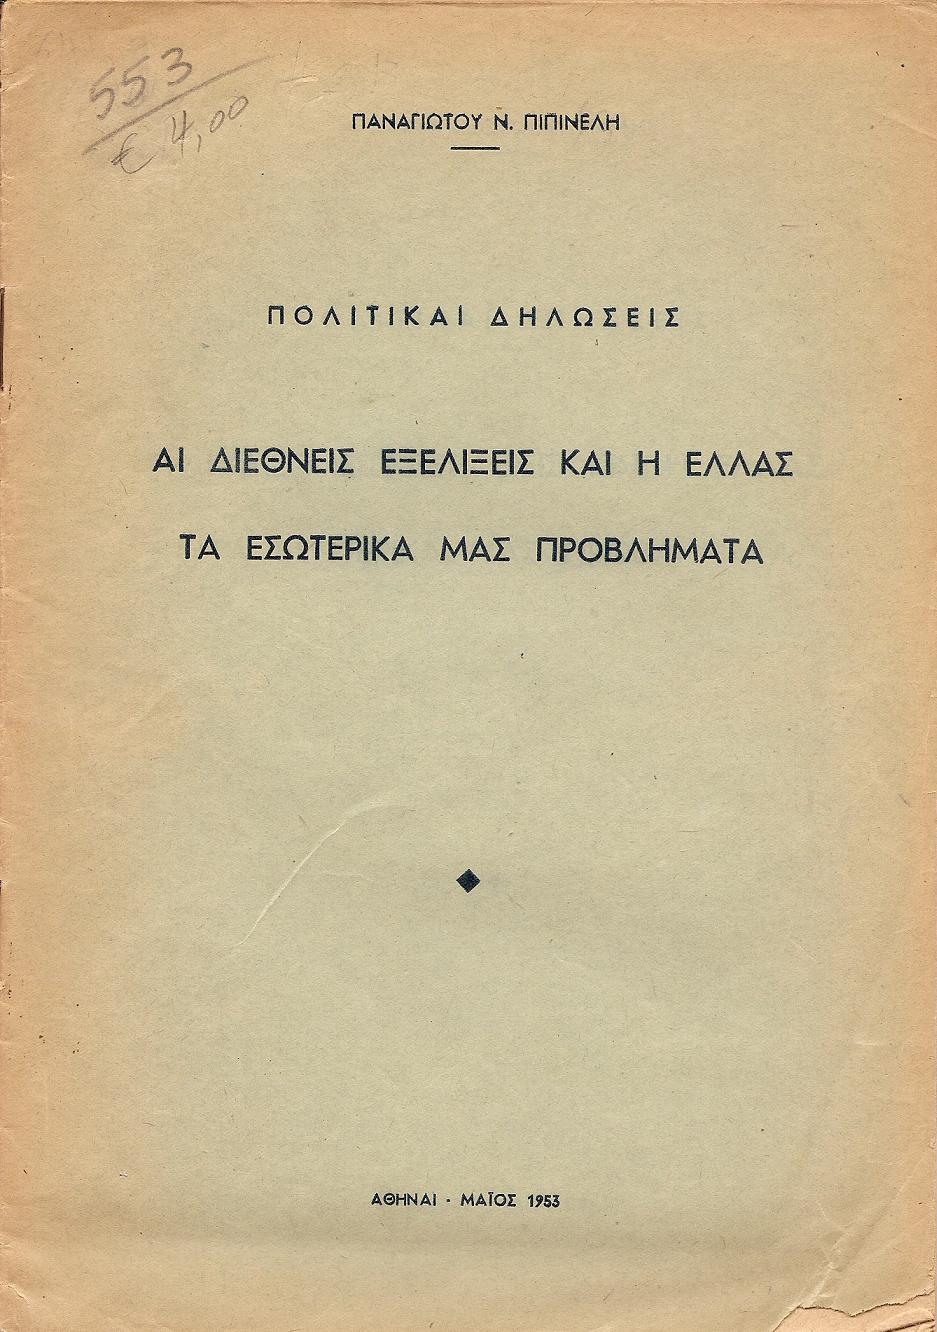 553
€ 4,00
ΠΑΝΑΓΙΩΤΟΥ Ν. ΠΙΠΙΝΕΛΗ
ΠΟΛΙΤΙΚΑΙ ΔΗΛΩΣΕΙΣ
ΑΙ ΔΙΕΘΝΕΙΣ ΕΞΕΛΙΞΕΙΣ ΚΑΙ Η ΕΛΛΑΣ
ΤΑ ΕΣΩΤΕΡΙΚΑ ΜΑΣ ΠΡΟΒΛΗΜΑΤΑ
ΑΘΗΝΑΙ - ΜΑΪΟΣ 1953